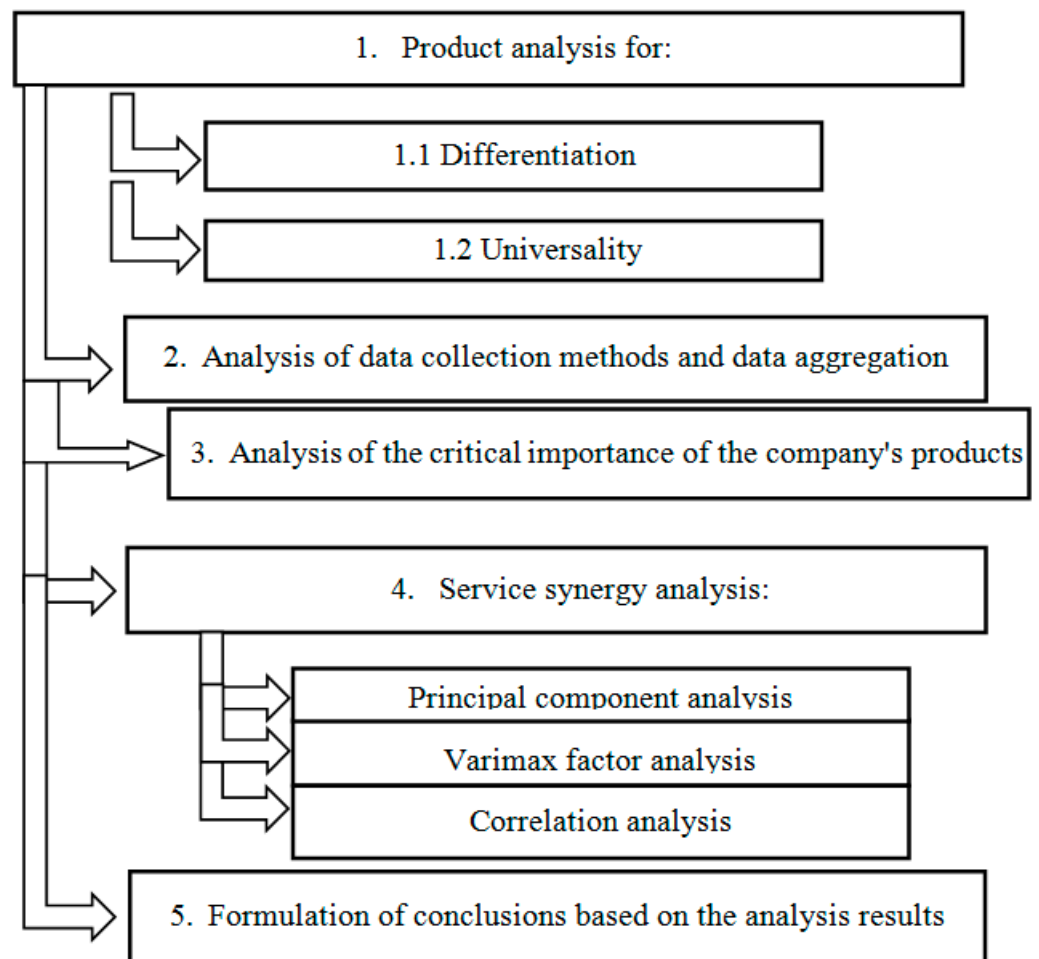 1. Product analysis for:
1.1 Differentiation
1.2 Universality
2. Analysis of data collection methods and data aggregation
3. Analysis of the critical importance of the company's products
4. Service synergy analysis:
Principal component analysis
Varimax factor analysis
Correlation analysis
5. Formulation of conclusions based on the analysis results